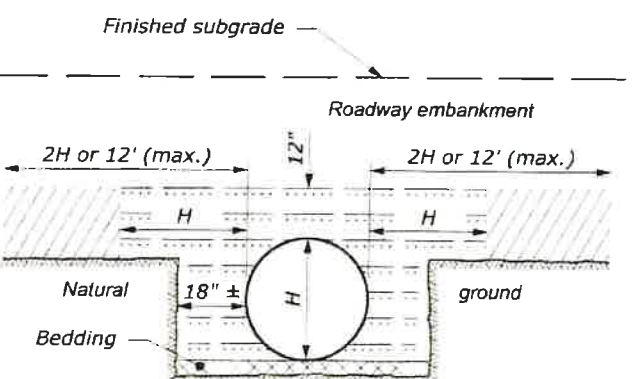 Finished subgrade
Roadway embankment
2H or 12' (max.)
12"
2H or 12' (max.)
H
H
Natural
18" ±
H
ground
Bedding